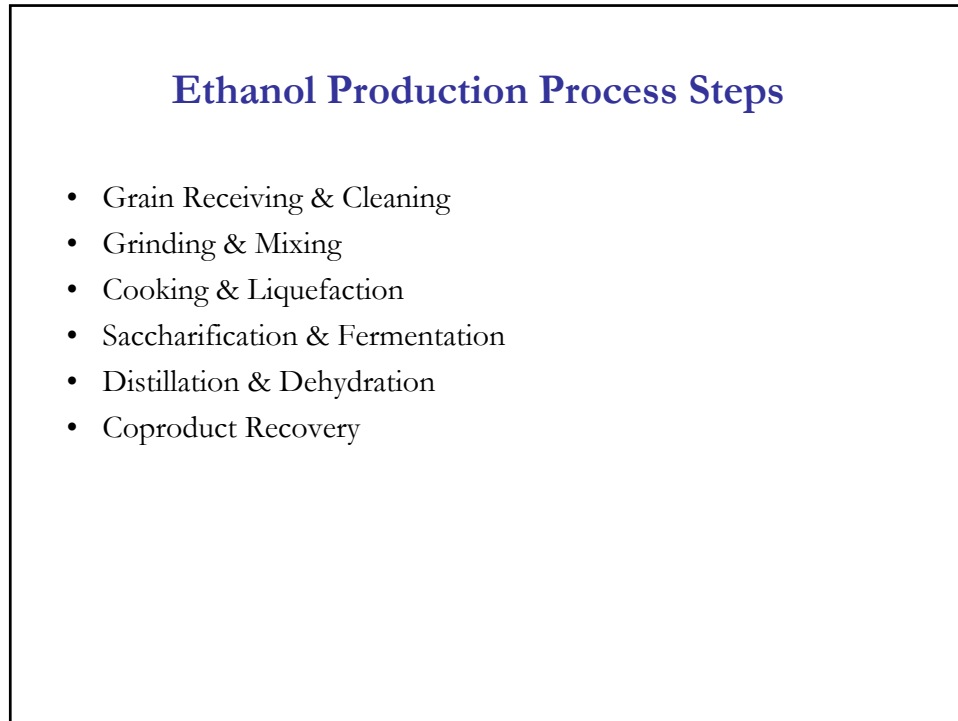 Ethanol Production Process Steps
• Grain Receiving & Cleaning
• Grinding & Mixing
• Cooking & Liquefaction
• Saccharification & Fermentation
• Distillation & Dehydration
• Coproduct Recovery